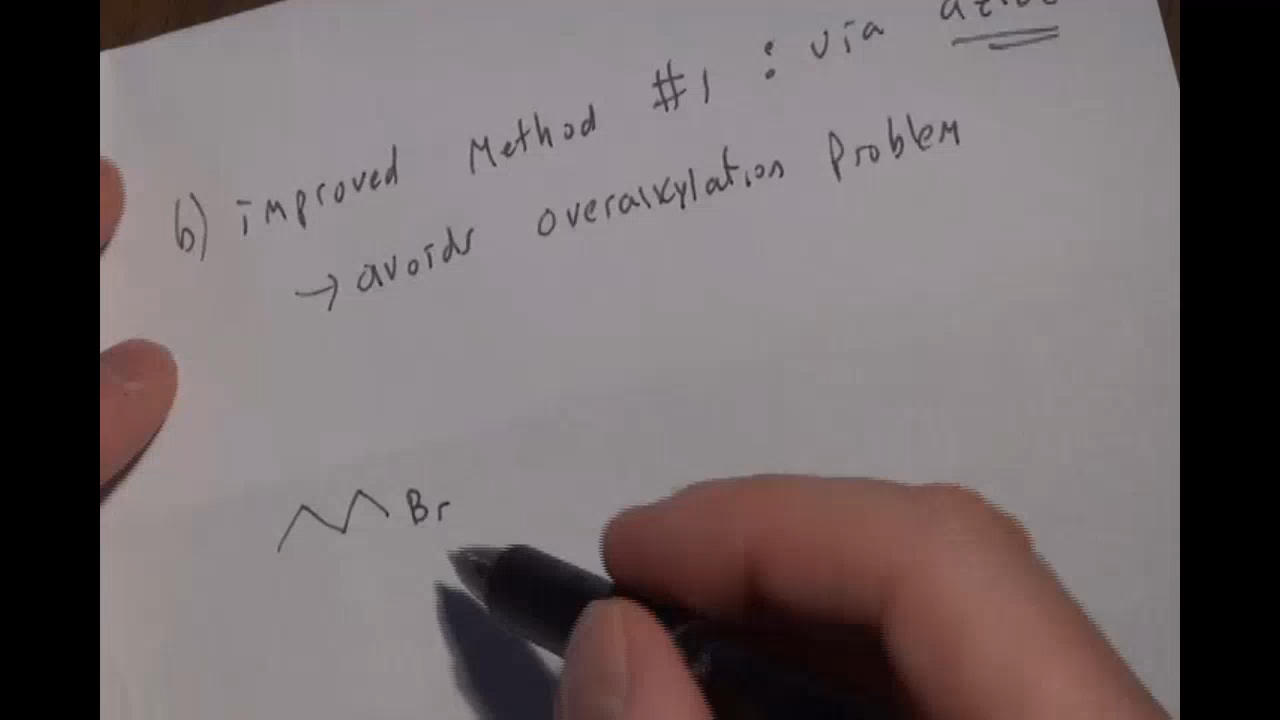 b) improved Method #1 : via
→ avoids overalkylation Problem
Br